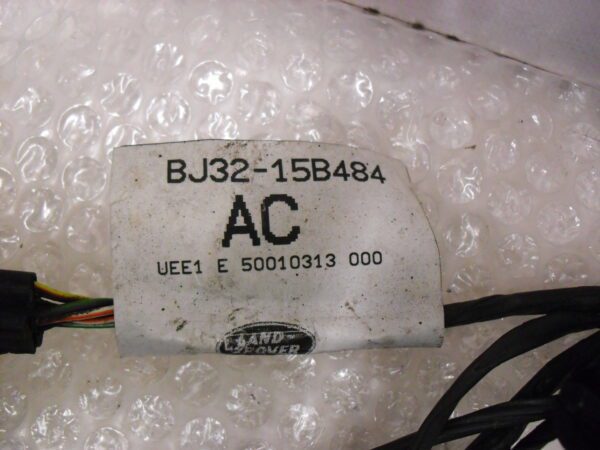 BJ32-15B484
AC
UEE1 E 50010313 000
LAND-
ROVER